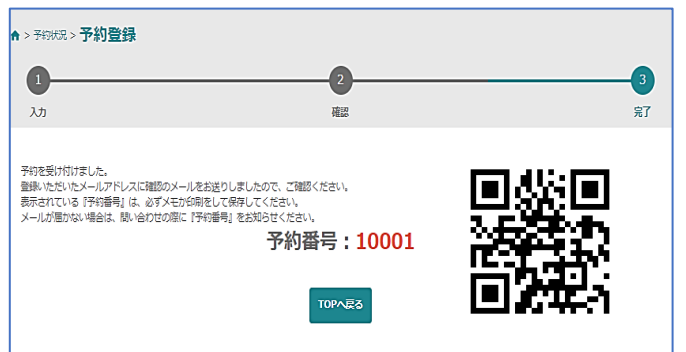 > 予約状況 > 予約登録
1
2
3
入力
確認
完了
予約を受け付けました。
登録いただいたメールアドレスに確認のメールをお送りしましたので、ご確認ください。
表示されている『予約番号』は、必ずメモか印刷をして保存してください。
メールが届かない場合は、問い合わせの際に『予約番号』をお知らせください。
予約番号：10001
TOPへ戻る